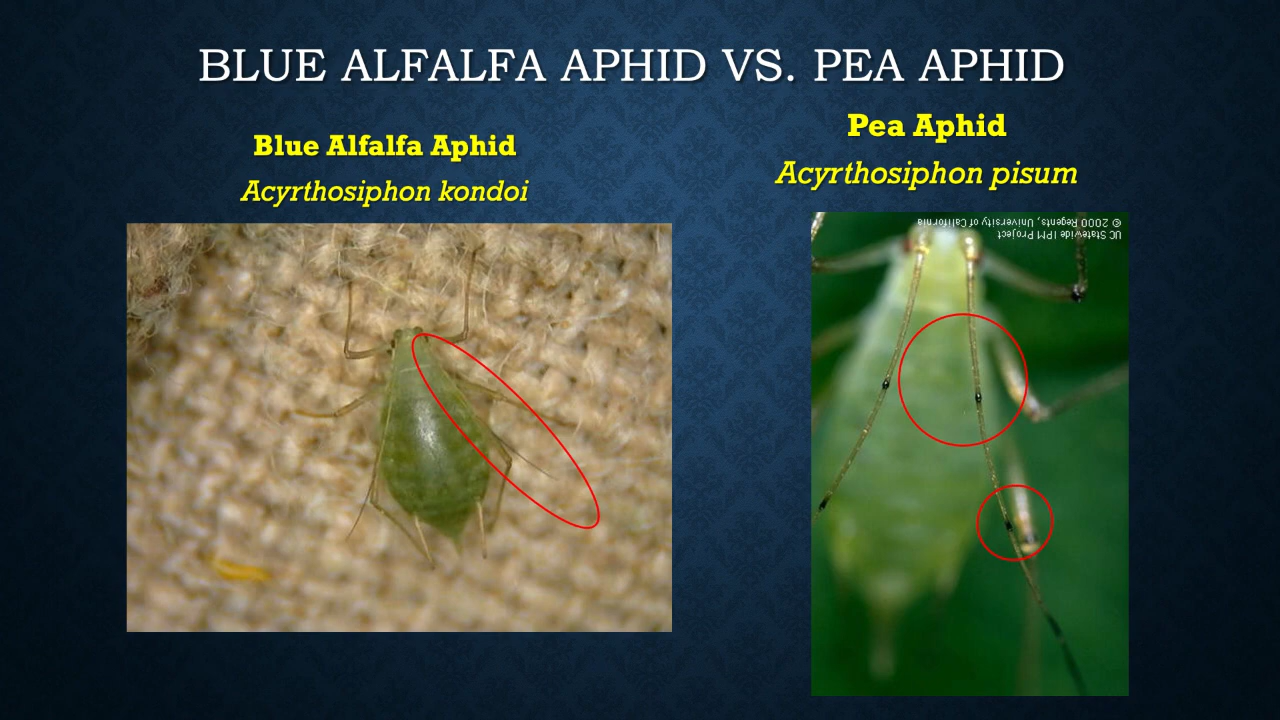 BLUE ALFALFA APHID VS. PEA APHID
Blue Alfalfa Aphid
Acyrthosiphon kondoi
Pea Aphid
Acyrthosiphon pisum
UC Statewide IPM Project
© 2000 Regents, University of California